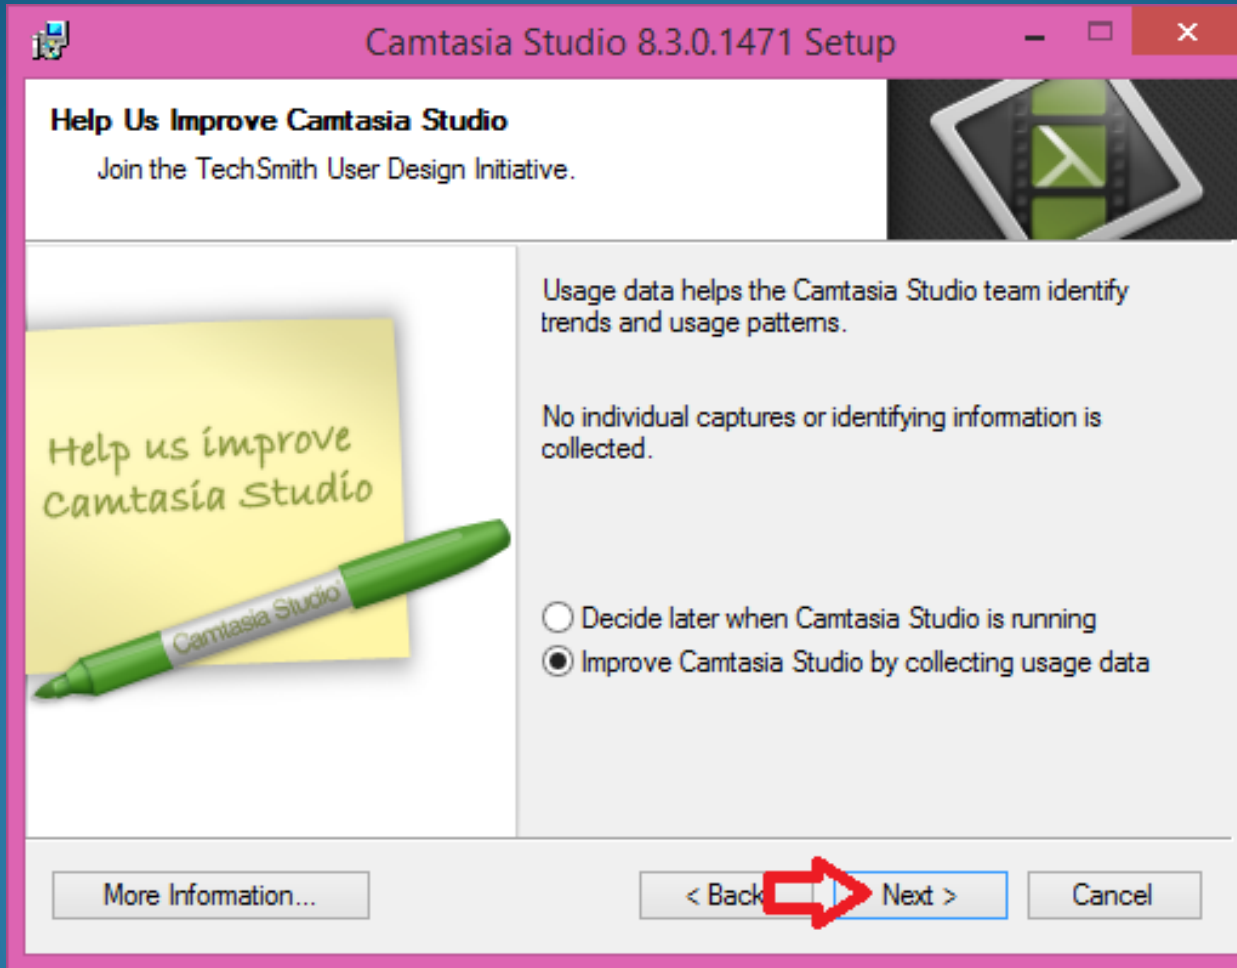 Camtasia Studio 8.3.0.1471 Setup
Help Us Improve Camtasia Studio
Join the TechSmith User Design Initiative.
Usage data helps the Camtasia Studio team identify
trends and usage patterns.
No individual captures or identifying information is
collected.
Help us improve
Camtasia Studio
Camtasia Studio
Decide later when Camtasia Studio is running
Improve Camtasia Studio by collecting usage data
More Information...
< Back
Next >
Cancel